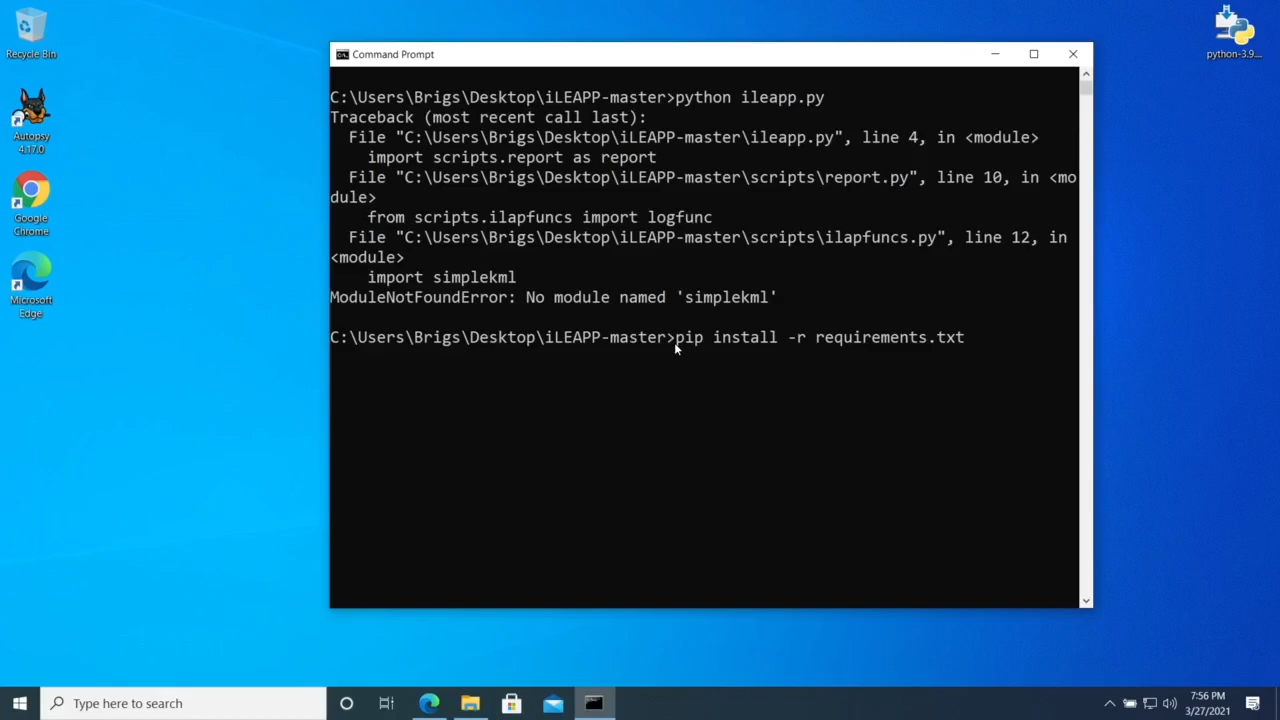 Recycle Bin
Autopsy
4.17.0
Google
Chrome
Microsoft
Edge
python-3.9....
Command Prompt
C:\Users\Brigs\Desktop\iLEAPP-master>python ileapp.py
Traceback (most recent call last):
  File "C:\Users\Brigs\Desktop\iLEAPP-master\ileapp.py", line 4, in <module>
    import scripts.report as report
  File "C:\Users\Brigs\Desktop\iLEAPP-master\scripts\report.py", line 10, in <mo
dule>
    from scripts.ilapfuncs import logfunc
  File "C:\Users\Brigs\Desktop\iLEAPP-master\scripts\ilapfuncs.py", line 12, in
<module>
    import simplekml
ModuleNotFoundError: No module named 'simplekml'
C:\Users\Brigs\Desktop\iLEAPP-master>pip install -r requirements.txt
Type here to search
7:56 PM
3/27/2021